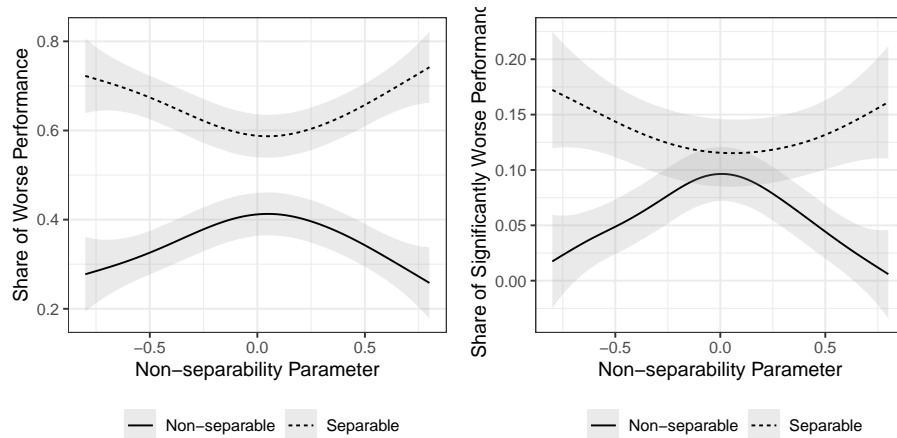 Share of Worse Performance
0.8
0.6
0.4
0.2
−0.5
0.0
0.5
Non−separability Parameter
Non−separable
Separable
Share of Significantly Worse Performanc
0.20
0.15
0.10
0.05
0.00
−0.5
0.0
0.5
Non−separability Parameter
Non−separable
Separable